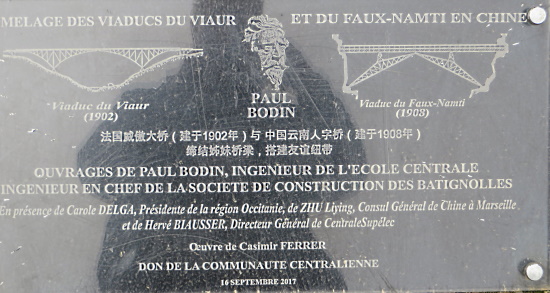 MELAGE DES VIADUCS DU VIAUR ET DU FAUX-NAMTI EN CHINE
Viaduc du Viaur
(1902)
PAUL
BODIN
Viaduc du Faux-Namti
(1908)
法国威傲大桥（建于1902年）与 中国云南人字桥（建于1908年）
缔结姊妹桥梁，搭建友谊纽带
OUVRAGES DE PAUL BODIN, INGENIEUR DE L'ECOLE CENTRALE
INGENIEUR EN CHEF DE LA SOCIETE DE CONSTRUCTION DES BATIGNOLLES
En présence de Carole DELGA, Présidente de la région Occitanie, de ZHU Liying, Consul Général de Chine à Marseille
et de Hervé BIAUSSER, Directeur Général de CentraleSupélec
Œuvre de Casimir FERRER
DON DE LA COMMUNAUTE CENTRALIENNE
16 SEPTEMBRE 2017